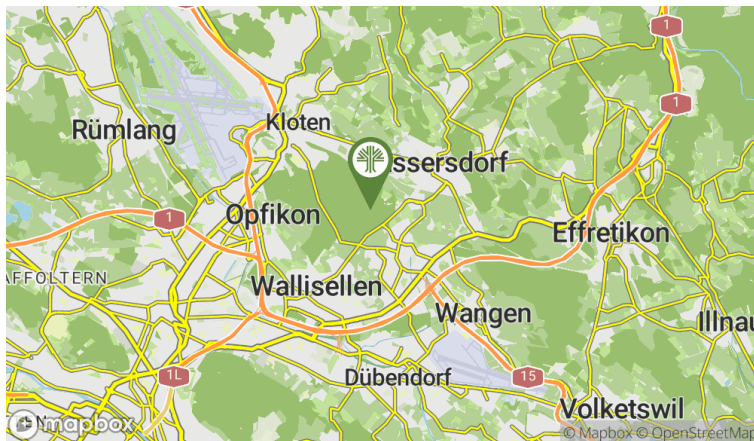 1
1
Rümlang
Kloten
ssersdorf
Opfikon
1
Effretikon
AFFOLTERN
Wallisellen
Wangen
Illnau
1L
Dübendorf
15
Volketswil
EN
mapbox
© Mapbox © OpenStreetMap